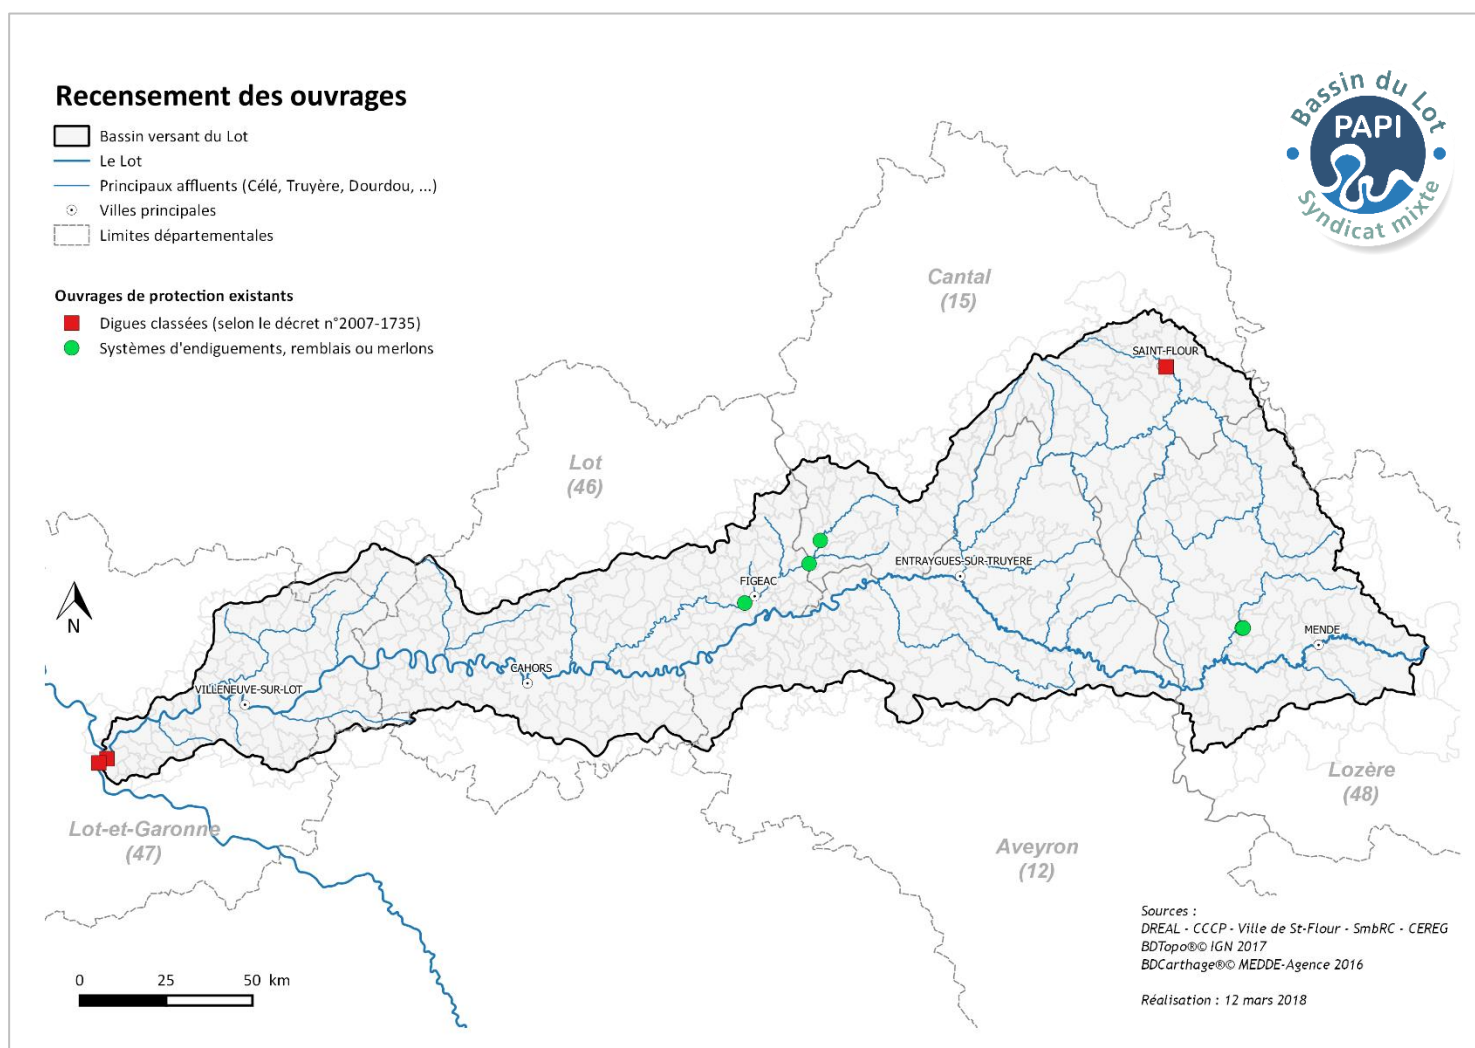 Recensement des ouvrages
Bassin versant du Lot
Le Lot
Principaux affluents (Célé, Truyère, Dourdou, ...)
Villes principales
Limites départementales
Ouvrages de protection existants
Digues classées (selon le décret n°2007-1735)
Systèmes d'endiguements, remblais ou merlons
Bassin du Lot
PAPI
Syndicat mixte
Cantal
(15)
SAINT-FLOUR
Lot
(46)
ENTRAYGUES-SUR-TRUYERE
FIGEAC
N
MENDE
CAHORS
VILLENEUVE-SUR-LOT
Lozère
(48)
Lot-et-Garonne
(47)
Aveyron
(12)
Sources :
DREAL - CCCP - Ville de St-Flour - SmbRC - CEREG
BDTopo®© IGN 2017
BDCarthage®© MEDDE-Agence 2016
Réalisation : 12 mars 2018
0 25 50 km